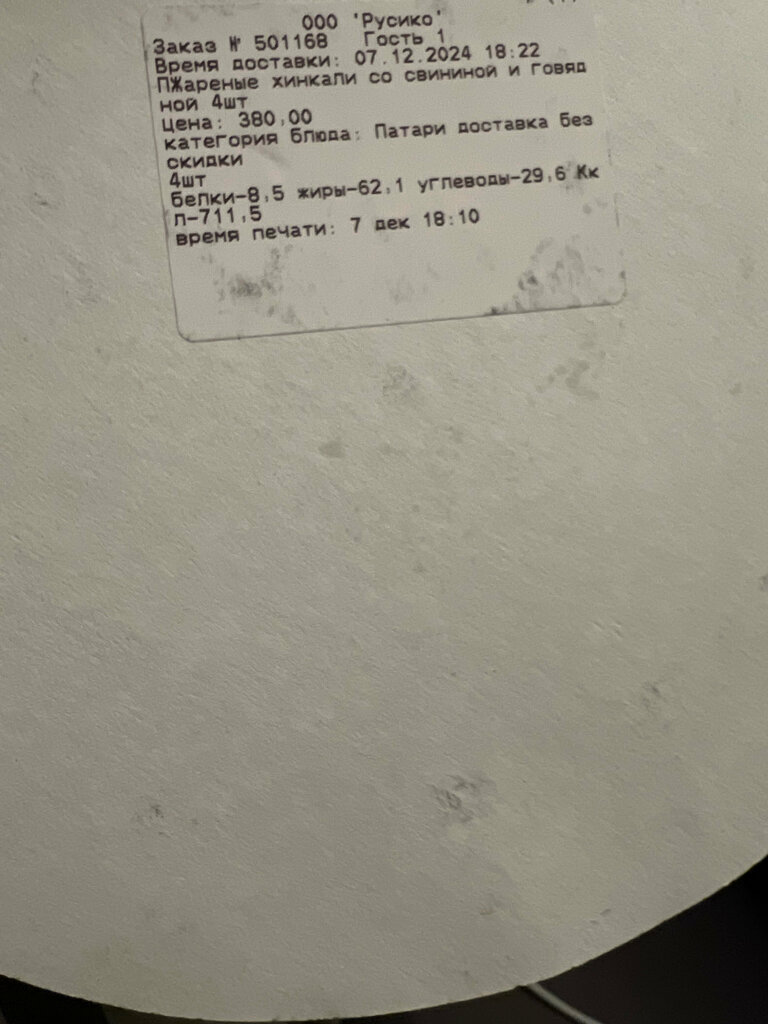 ООО 'Русико'
Заказ № 501168 Гость 1
Время доставки: 07.12.2024 18:22
ПЖареные хинкали со свининой и говяд
ной 4шт
цена: 380,00
категория блюда: Патари доставка без
скидки
4шт
белки-8,5 жиры-62,1 углеводы-29,6 Кк
л-711,5
время печати: 7 дек 18:10